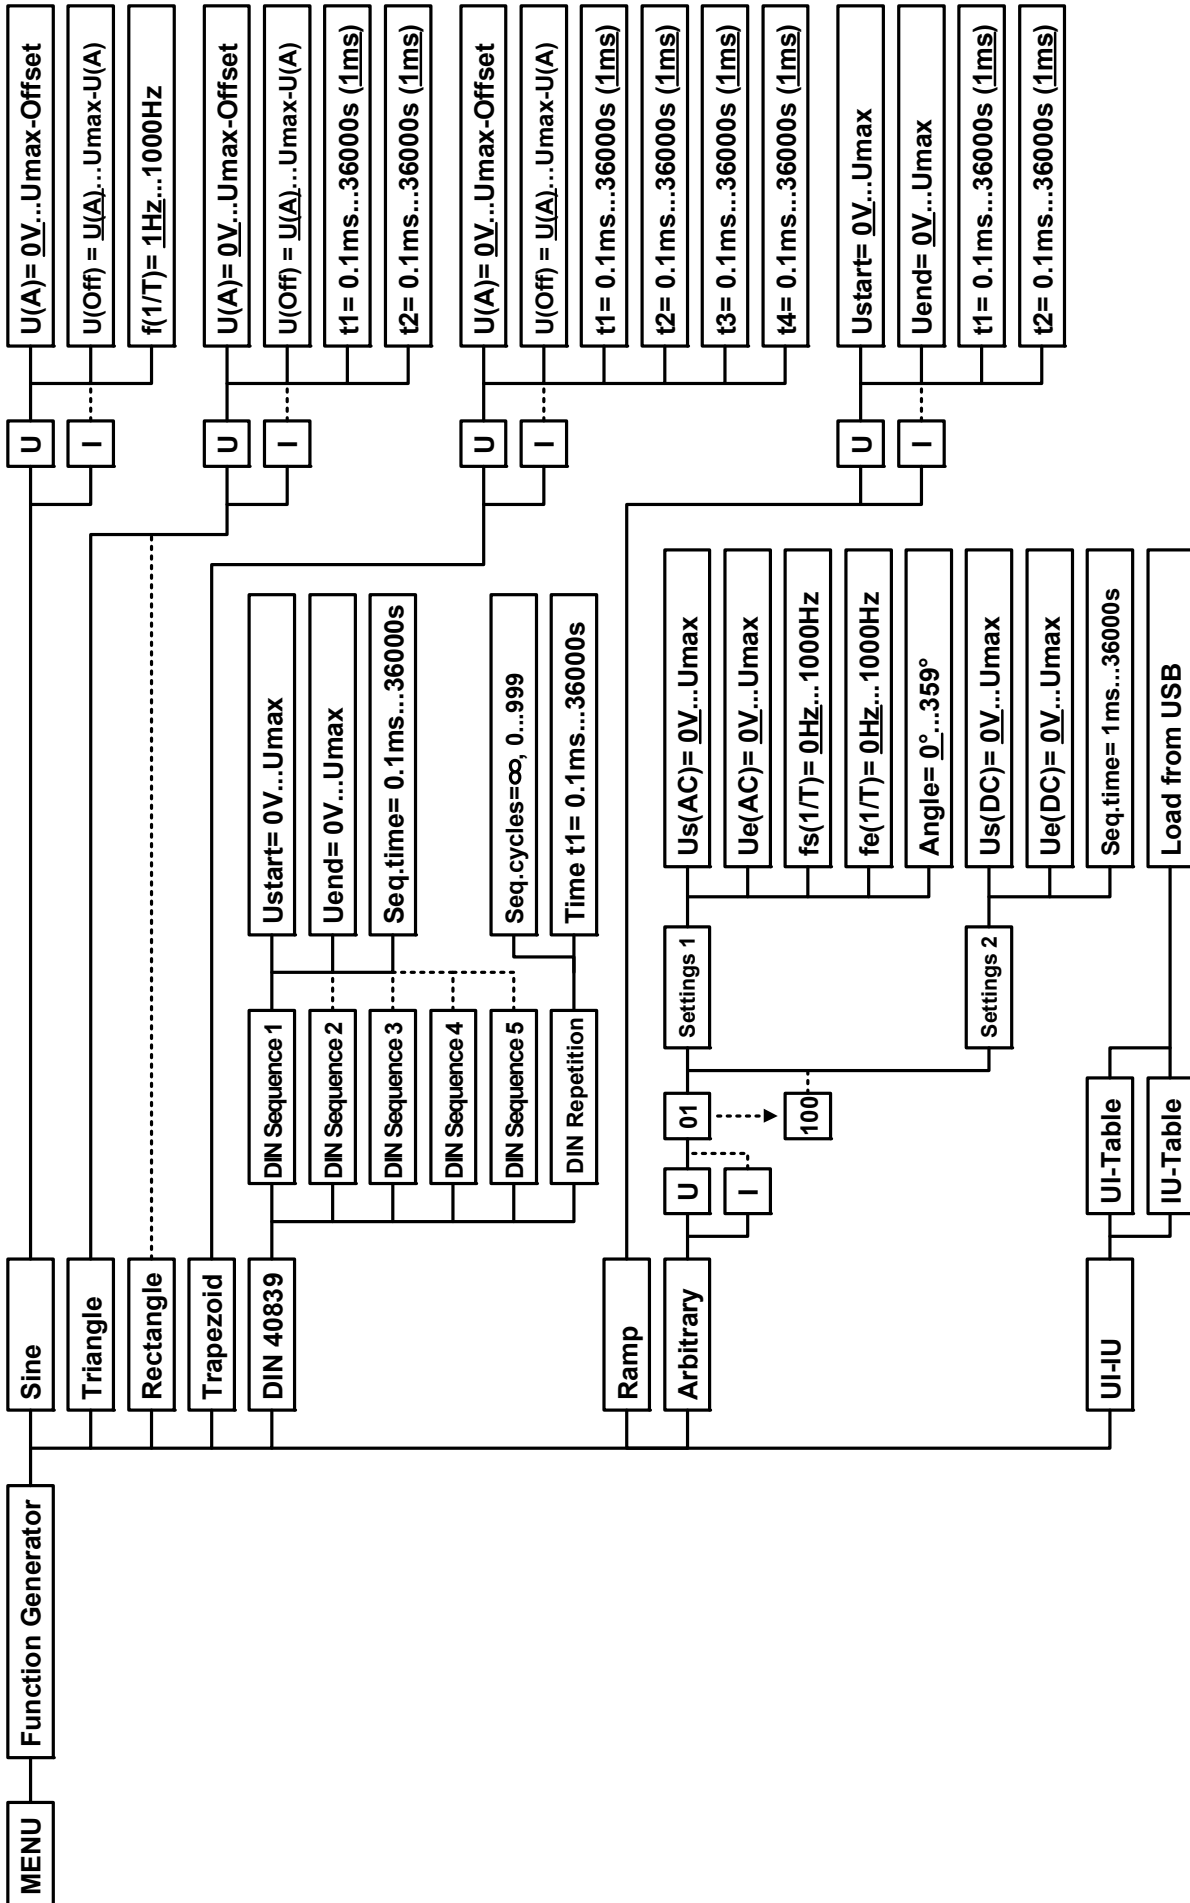 MENU
Function Generator
Sine
U
I
U(A)= 0V...Umax-Offset
U(Off) = U(A)...Umax-U(A)
f(1/T)= 1Hz...1000Hz
Triangle
Rectangle
U
I
U(A)= 0V...Umax-Offset
U(Off) = U(A)...Umax-U(A)
t1= 0.1ms...36000s (1ms)
t2= 0.1ms...36000s (1ms)
Trapezoid
U
I
U(A)= 0V...Umax-Offset
U(Off) = U(A)...Umax-U(A)
t1= 0.1ms...36000s (1ms)
t2= 0.1ms...36000s (1ms)
t3= 0.1ms...36000s (1ms)
t4= 0.1ms...36000s (1ms)
DIN 40839
DIN Sequence 1
DIN Sequence 2
DIN Sequence 3
DIN Sequence 4
DIN Sequence 5
DIN Repetition
Ustart= 0V...Umax
Uend= 0V...Umax
Seq.time= 0.1ms...36000s
Seq.cycles=∞, 0...999
Time t1= 0.1ms...36000s
Ramp
U
I
Ustart= 0V...Umax
Uend= 0V...Umax
t1= 0.1ms...36000s (1ms)
t2= 0.1ms...36000s (1ms)
Arbitrary
U
I
01
100
Settings 1
Us(AC)= 0V...Umax
Ue(AC)= 0V...Umax
fs(1/T)= 0Hz...1000Hz
fe(1/T)= 0Hz...1000Hz
Angle= 0°...359°
Settings 2
Us(DC)= 0V...Umax
Ue(DC)= 0V...Umax
Seq.time= 1ms...36000s
UI-IU
UI-Table
IU-Table
Load from USB